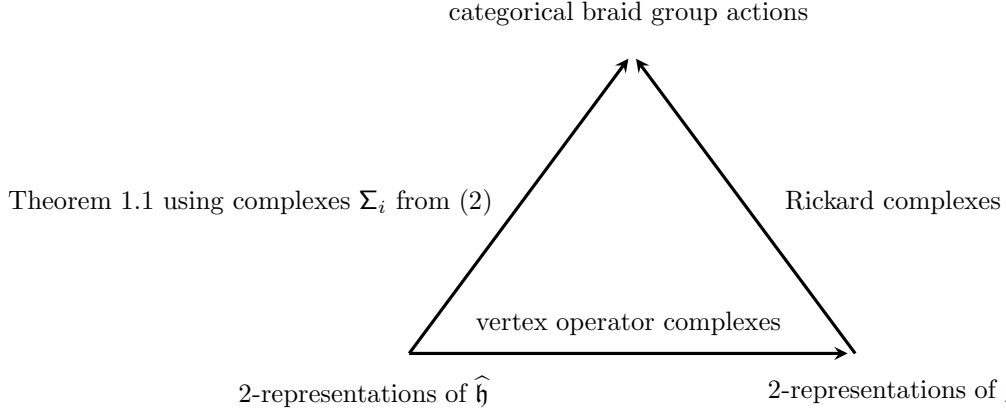 categorical braid group actions
Theorem 1.1 using complexes Σ_i from (2)
Rickard complexes
vertex operator complexes
2-representations of \widehat{𝔥}
2-representations of